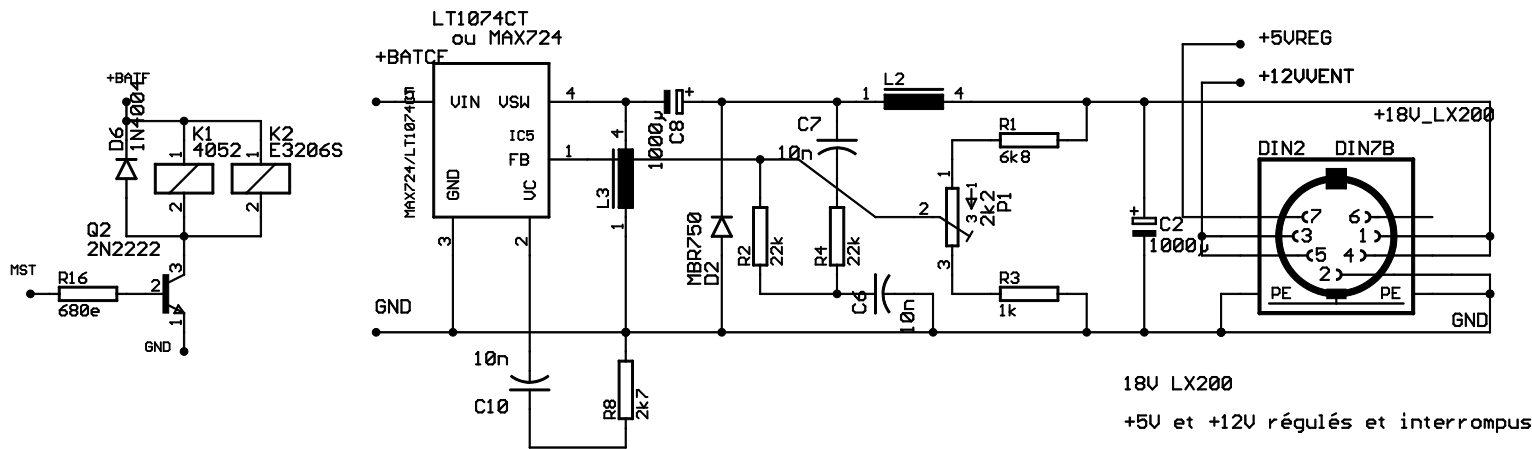 LT1074CT
ou MAX724
+BATCF
+5VREG
+12VVENT
+BATF
D6
1N4004
K1
4052
K2
E3206S
1
2
1
2
Q2
2N2222
MST
R16
680e
2
3
1
GND
MAX724/LT1074CT
VIN
VSW
IC5
FB
GND
VC
4
1
3
2
4
L3
1
1000µ
C8
+
MBR750
D2
C7
10n
R2
22k
R4
22k
C6
10n
1
L2
4
R1
6k8
1
2
3
1
3
2k2
P1
R3
1k
+
C2
1000µ
+18V_LX200
DIN2
DIN7B
7
6
3
1
5
4
2
PE
PE
GND
GND
10n
C10
R8
2k7
18V LX200
+5V et +12V régulés et interrompus